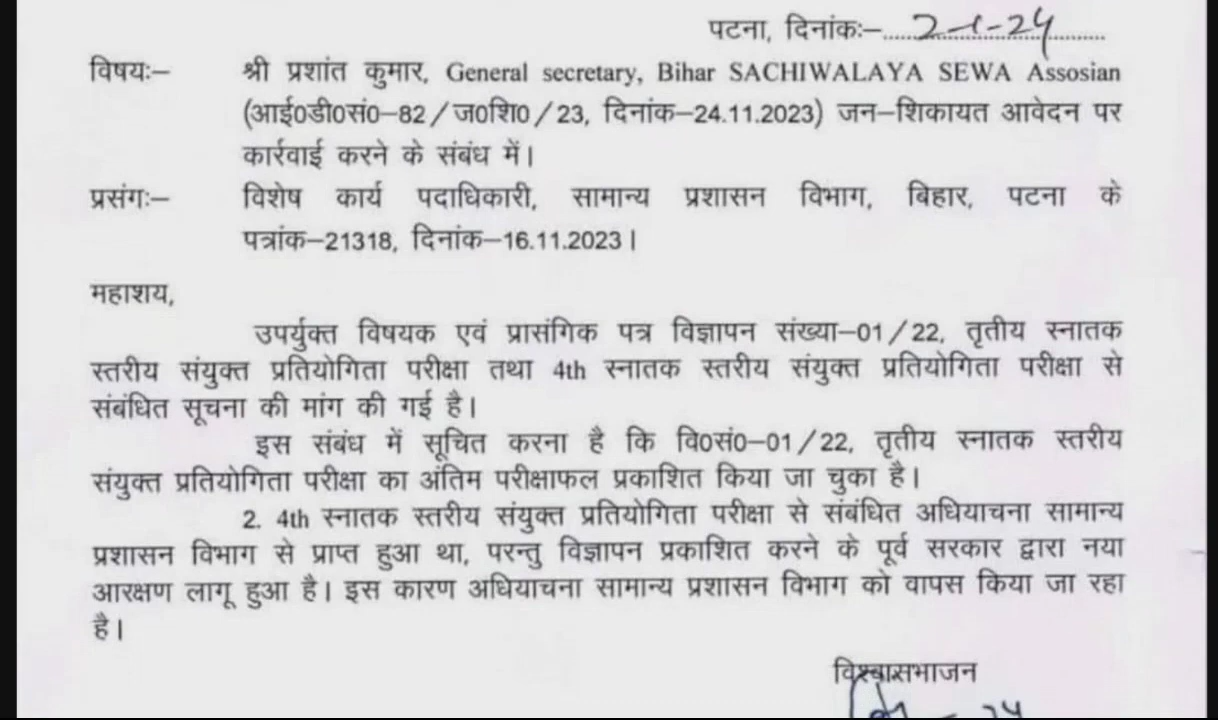 पटना, दिनांकः–....2-1-24....
विषयः– श्री प्रशांत कुमार, General secretary, Bihar SACHIWALAYA SEWA Assosian
(आई0डी0सं0–82/ज0शि0/23, दिनांक–24.11.2023) जन–शिकायत आवेदन पर
कार्रवाई करने के संबंध में।
प्रसंगः– विशेष कार्य पदाधिकारी, सामान्य प्रशासन विभाग, बिहार, पटना के
पत्रांक–21318, दिनांक–16.11.2023।
महाशय,
उपर्युक्त विषयक एवं प्रासंगिक पत्र विज्ञापन संख्या–01/22, तृतीय स्नातक
स्तरीय संयुक्त प्रतियोगिता परीक्षा तथा 4th स्नातक स्तरीय संयुक्त प्रतियोगिता परीक्षा से
संबंधित सूचना की मांग की गई है।
इस संबंध में सूचित करना है कि वि0सं0–01/22, तृतीय स्नातक स्तरीय
संयुक्त प्रतियोगिता परीक्षा का अंतिम परीक्षाफल प्रकाशित किया जा चुका है।
2. 4th स्नातक स्तरीय संयुक्त प्रतियोगिता परीक्षा से संबंधित अधियाचना सामान्य
प्रशासन विभाग से प्राप्त हुआ था, परन्तु विज्ञापन प्रकाशित करने के पूर्व सरकार द्वारा नया
आरक्षण लागू हुआ है। इस कारण अधियाचना सामान्य प्रशासन विभाग को वापस किया जा रहा
है।
विश्वासभाजन